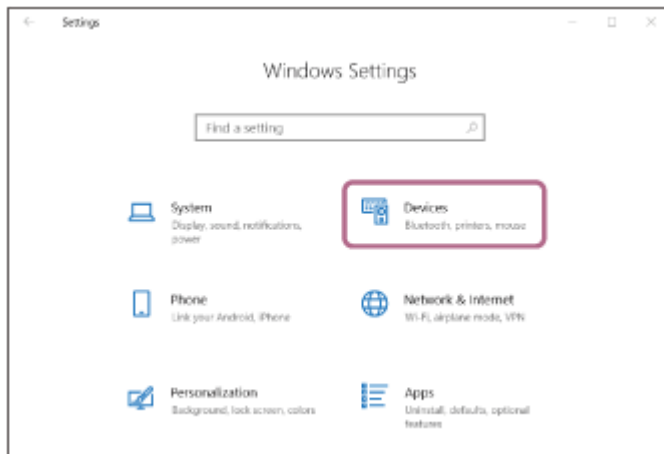 Settings
Windows Settings
Find a setting
System
Display, sound, notifications,
power
Devices
Bluetooth, printers, mouse
Phone
Link your Android, iPhone
Network & Internet
Wi-Fi, airplane mode, VPN
Personalization
Background, lock screen, colors
Apps
Uninstall, defaults, optional
features